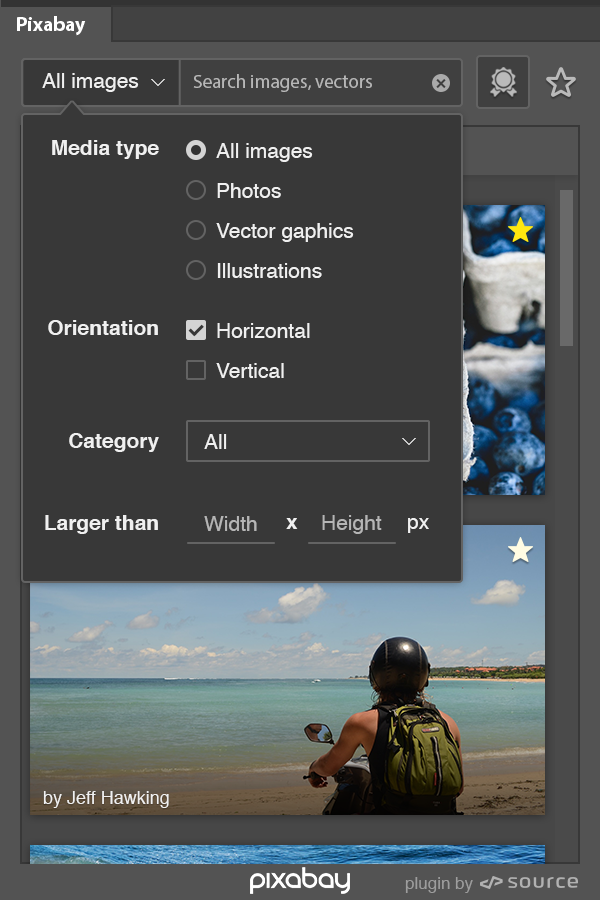 Pixabay
All images Search images, vectors
Media type All images
Photos
Vector gaphics
Illustrations
Orientation Horizontal
Vertical
Category All
Larger than Width x Height px
by Jeff Hawking
pixabay plugin by </> source